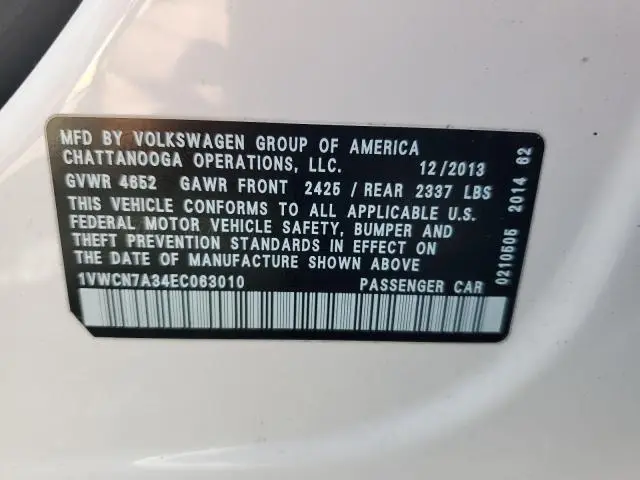 MFD BY VOLKSWAGEN GROUP OF AMERICA
CHATTANOOGA OPERATIONS, LLC. 12/2013
GVWR 4652 GAWR FRONT 2425 / REAR 2337 LBS
THIS VEHICLE CONFORMS TO ALL APPLICABLE U.S.
FEDERAL MOTOR VEHICLE SAFETY, BUMPER AND
THEFT PREVENTION STANDARDS IN EFFECT ON
THE DATE OF MANUFACTURE SHOWN ABOVE
1VWCN7A34EC063010 PASSENGER CAR
0210505 2014 62